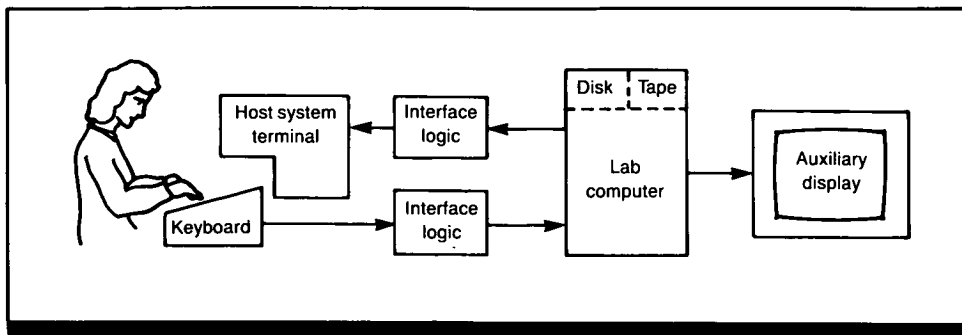 Host system
terminal
Keyboard
Interface
logic
Interface
logic
Disk
Tape
Lab
computer
Auxiliary
display